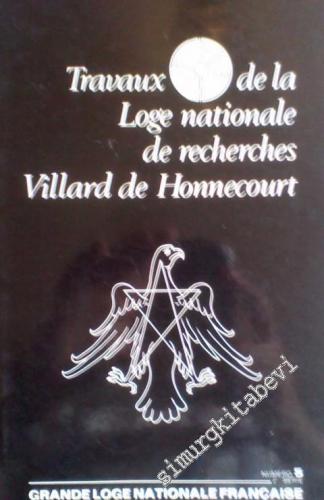 Travaux de la
Loge nationale
de recherches
Villard de Honnecourt
simurgkitabevi
GRANDE LOGE NATIONALE FRANÇAISE